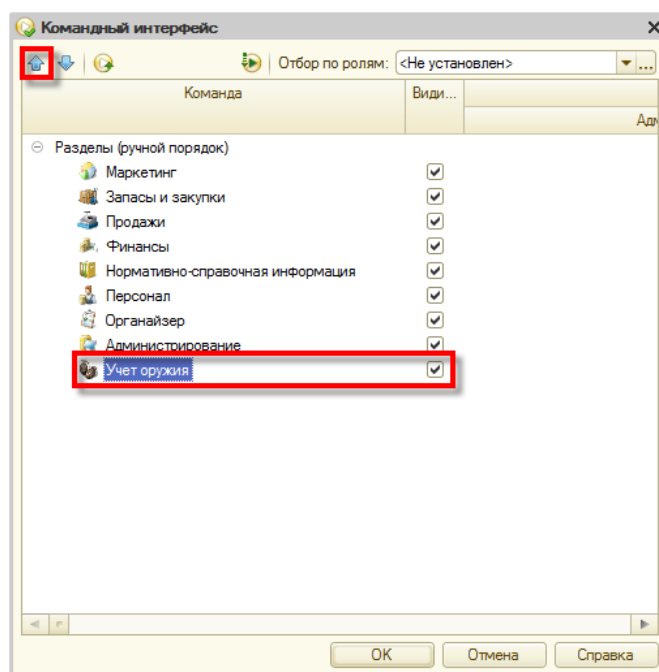 Командный интерфейс
Отбор по ролям: <Не установлен>
Команда Види...
Адм
Разделы (ручной порядок)
Маркетинг
Запасы и закупки
Продажи
Финансы
Нормативно-справочная информация
Персонал
Органайзер
Администрирование
Учет оружия
OK Отмена Справка